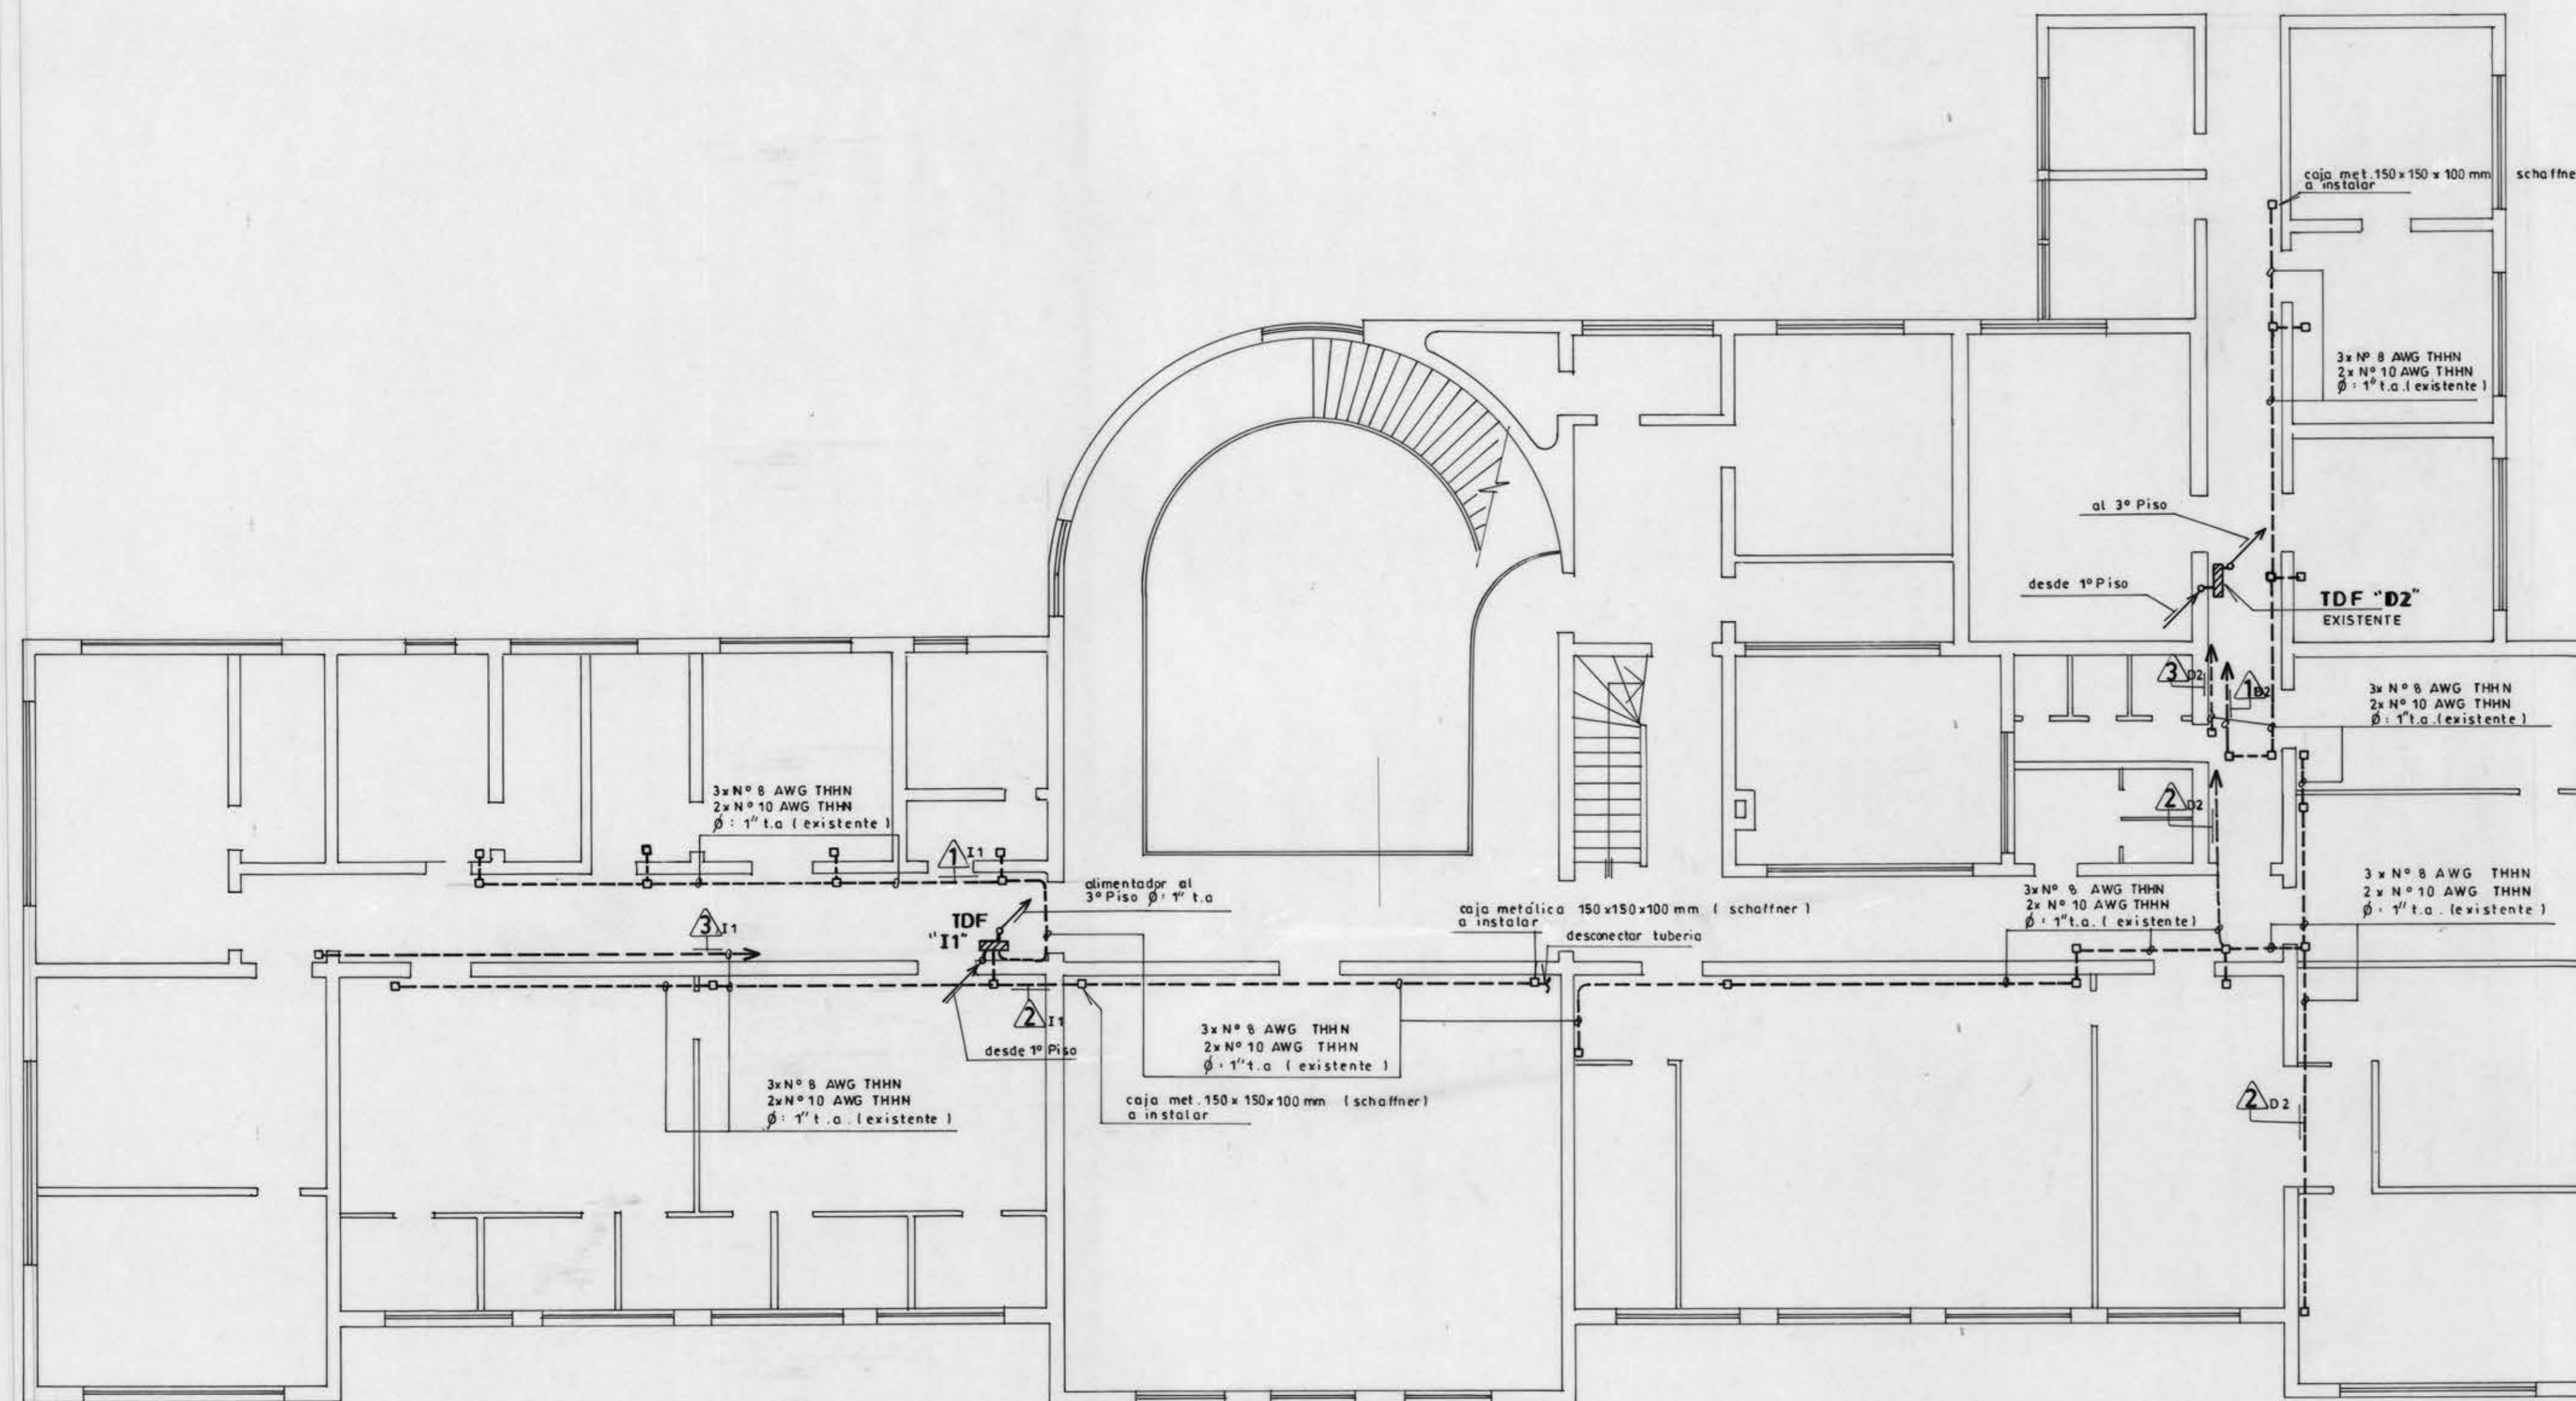 caja met. 150 x 150 x 100 mm schaffne
a instalar
3x Nº 8 AWG THHN
2x Nº 10 AWG THHN
Ø : 1" t.a. ( existente )
al 3º Piso
desde 1º Piso
TDF "D2"
EXISTENTE
3 D2
1 D2
3x Nº 8 AWG THHN
2x Nº 10 AWG THHN
Ø : 1" t.a. ( existente )
2 D2
3x Nº 8 AWG THHN
2x Nº 10 AWG THHN
Ø : 1" t.a ( existente )
1 I1
alimentador al
3º Piso Ø : 1" t.a
3 I1
TDF
"I1"
caja metálica 150 x150x100 mm ( schaffner )
a instalar
desconectar tuberia
3x Nº 8 AWG THHN
2x Nº 10 AWG THHN
Ø : 1" t.a. ( existente )
3 x Nº 8 AWG THHN
2 x Nº 10 AWG THHN
Ø : 1" t.a. ( existente )
2 I1
desde 1º Piso
3x Nº 8 AWG THHN
2x Nº 10 AWG THHN
Ø : 1" t.a ( existente )
3x Nº 8 AWG THHN
2x Nº 10 AWG THHN
Ø : 1" t.a. ( existente )
caja met. 150 x 150x 100 mm ( schaffner )
a instalar
2 D2